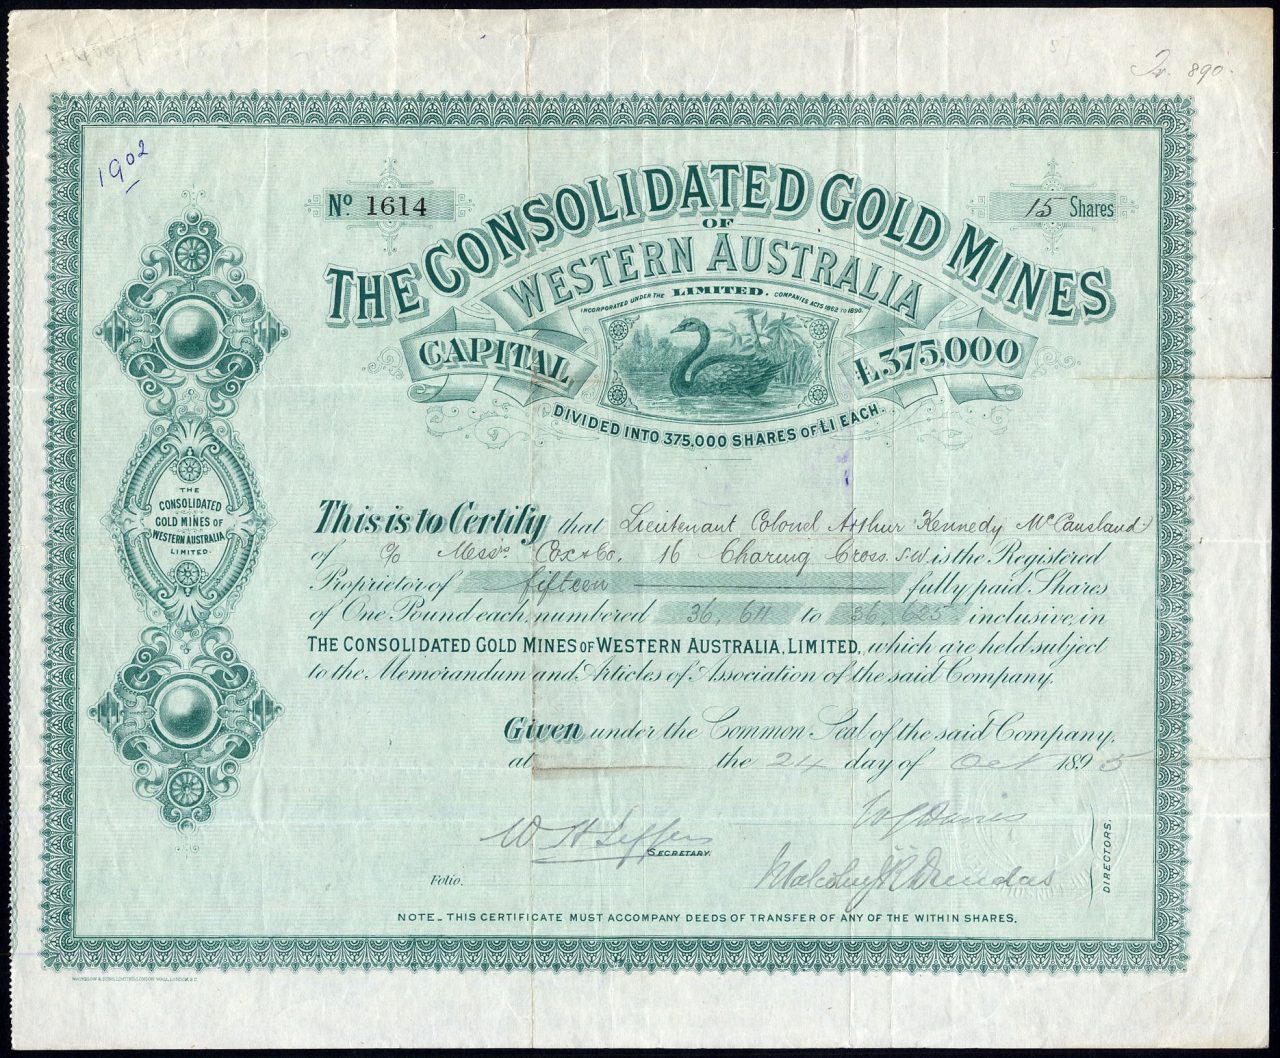 Tr. 890.
1902
No. 1614
15 Shares
THE CONSOLIDATED GOLD MINES
OF
WESTERN AUSTRALIA
INCORPORATED UNDER THE LIMITED. COMPANIES ACTS 1862 TO 1890.
CAPITAL £375,000
DIVIDED INTO 375,000 SHARES OF £1 EACH.
THE
CONSOLIDATED
GOLD MINES OF
WESTERN AUSTRALIA
LIMITED.
This is to Certify that Lieutenant Colonel Arthur Kennedy McCausland
of c/o Messrs Cox & Co. 16 Charing Cross. S.W. is the Registered
Proprietor of fifteen fully paid Shares
of One Pound each, numbered 36,611 to 36,625 inclusive, in
THE CONSOLIDATED GOLD MINES OF WESTERN AUSTRALIA, LIMITED, which are held subject
to the Memorandum and Articles of Association of the said Company.
Given under the Common Seal of the said Company,
at the 24 day of Oct 1895
SECRETARY.
DIRECTORS.
Folio.
NOTE_THIS CERTIFICATE MUST ACCOMPANY DEEDS OF TRANSFER OF ANY OF THE WITHIN SHARES.